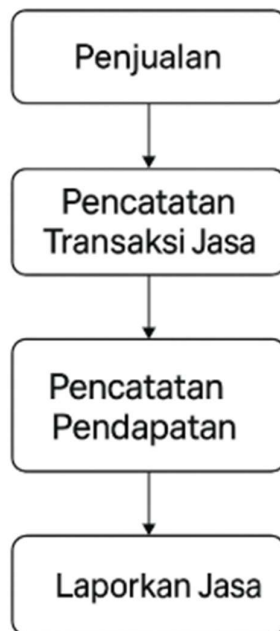 Penjualan
Pencatatan
Transaksi Jasa
Pencatatan
Pendapatan
Laporkan Jasa